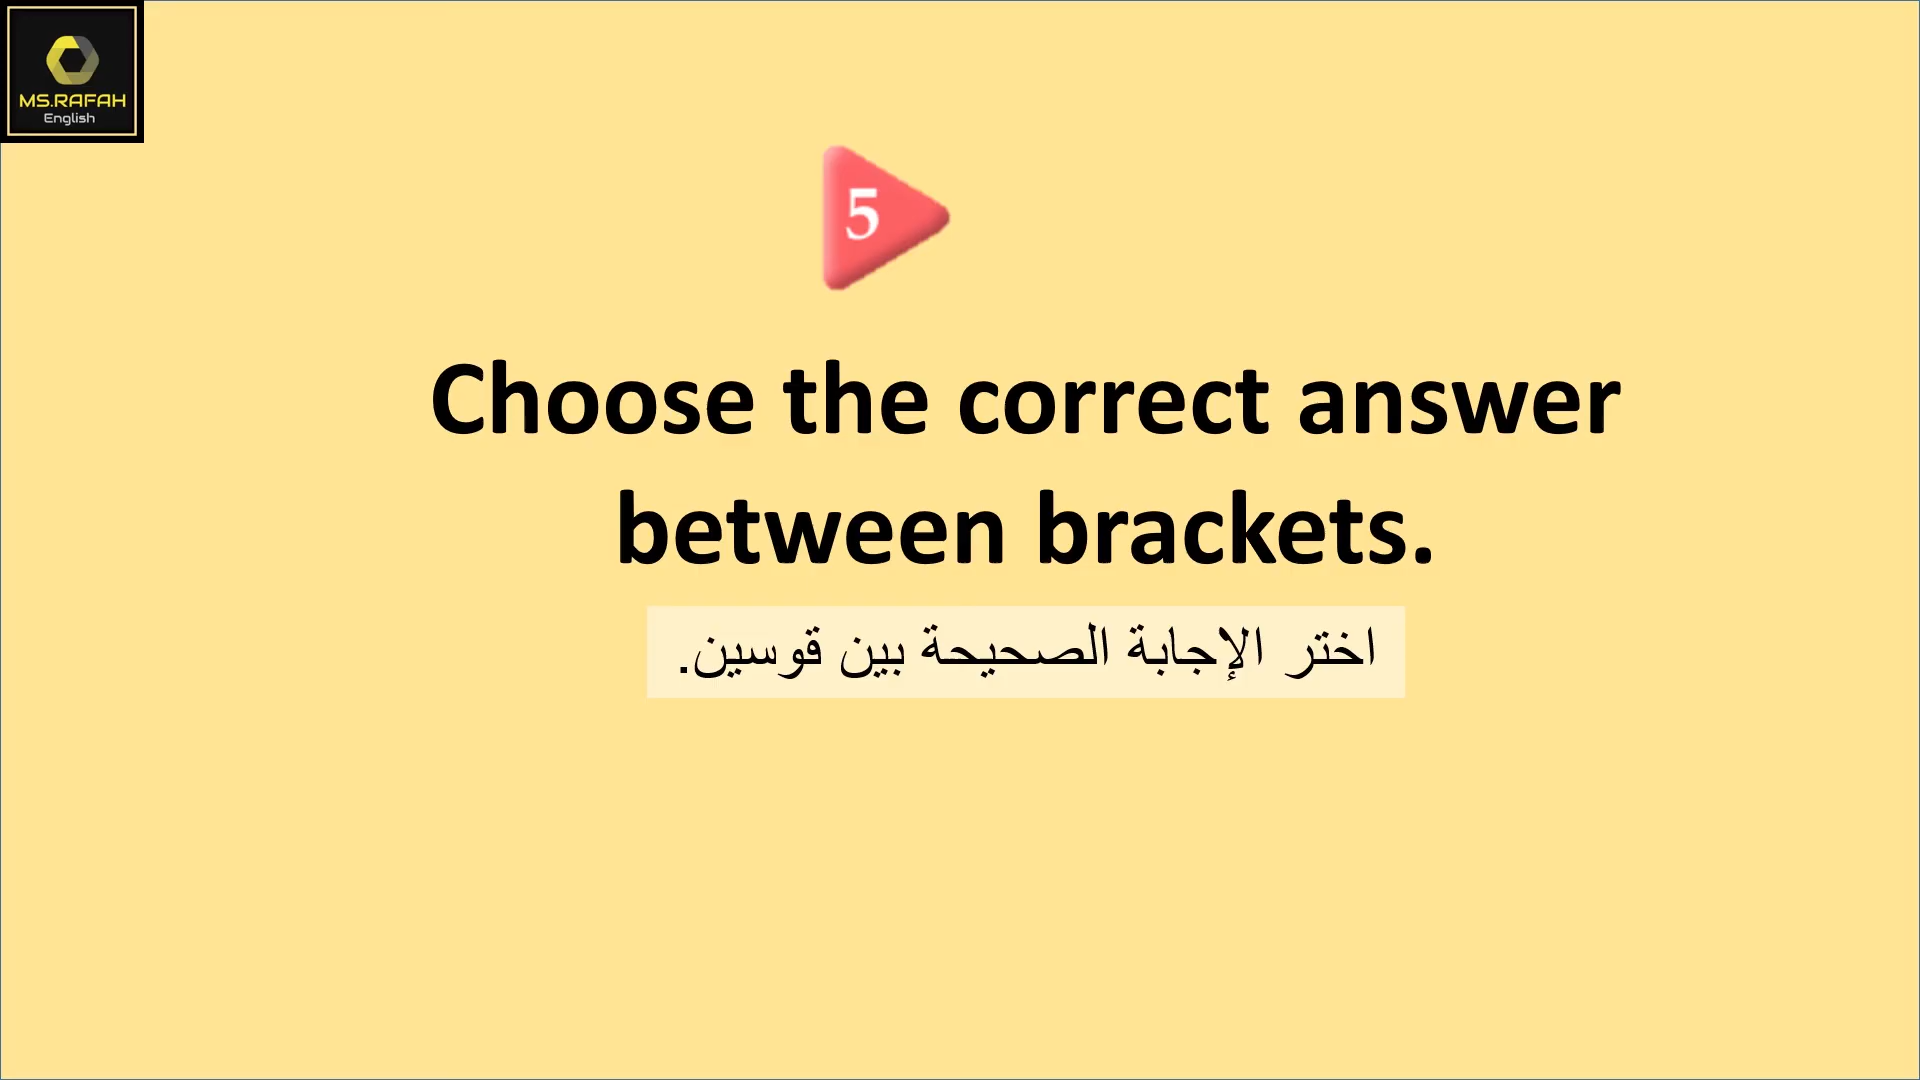 MS.RAFAH
English
5
Choose the correct answer
between brackets.
اختر الإجابة الصحيحة بين قوسين.